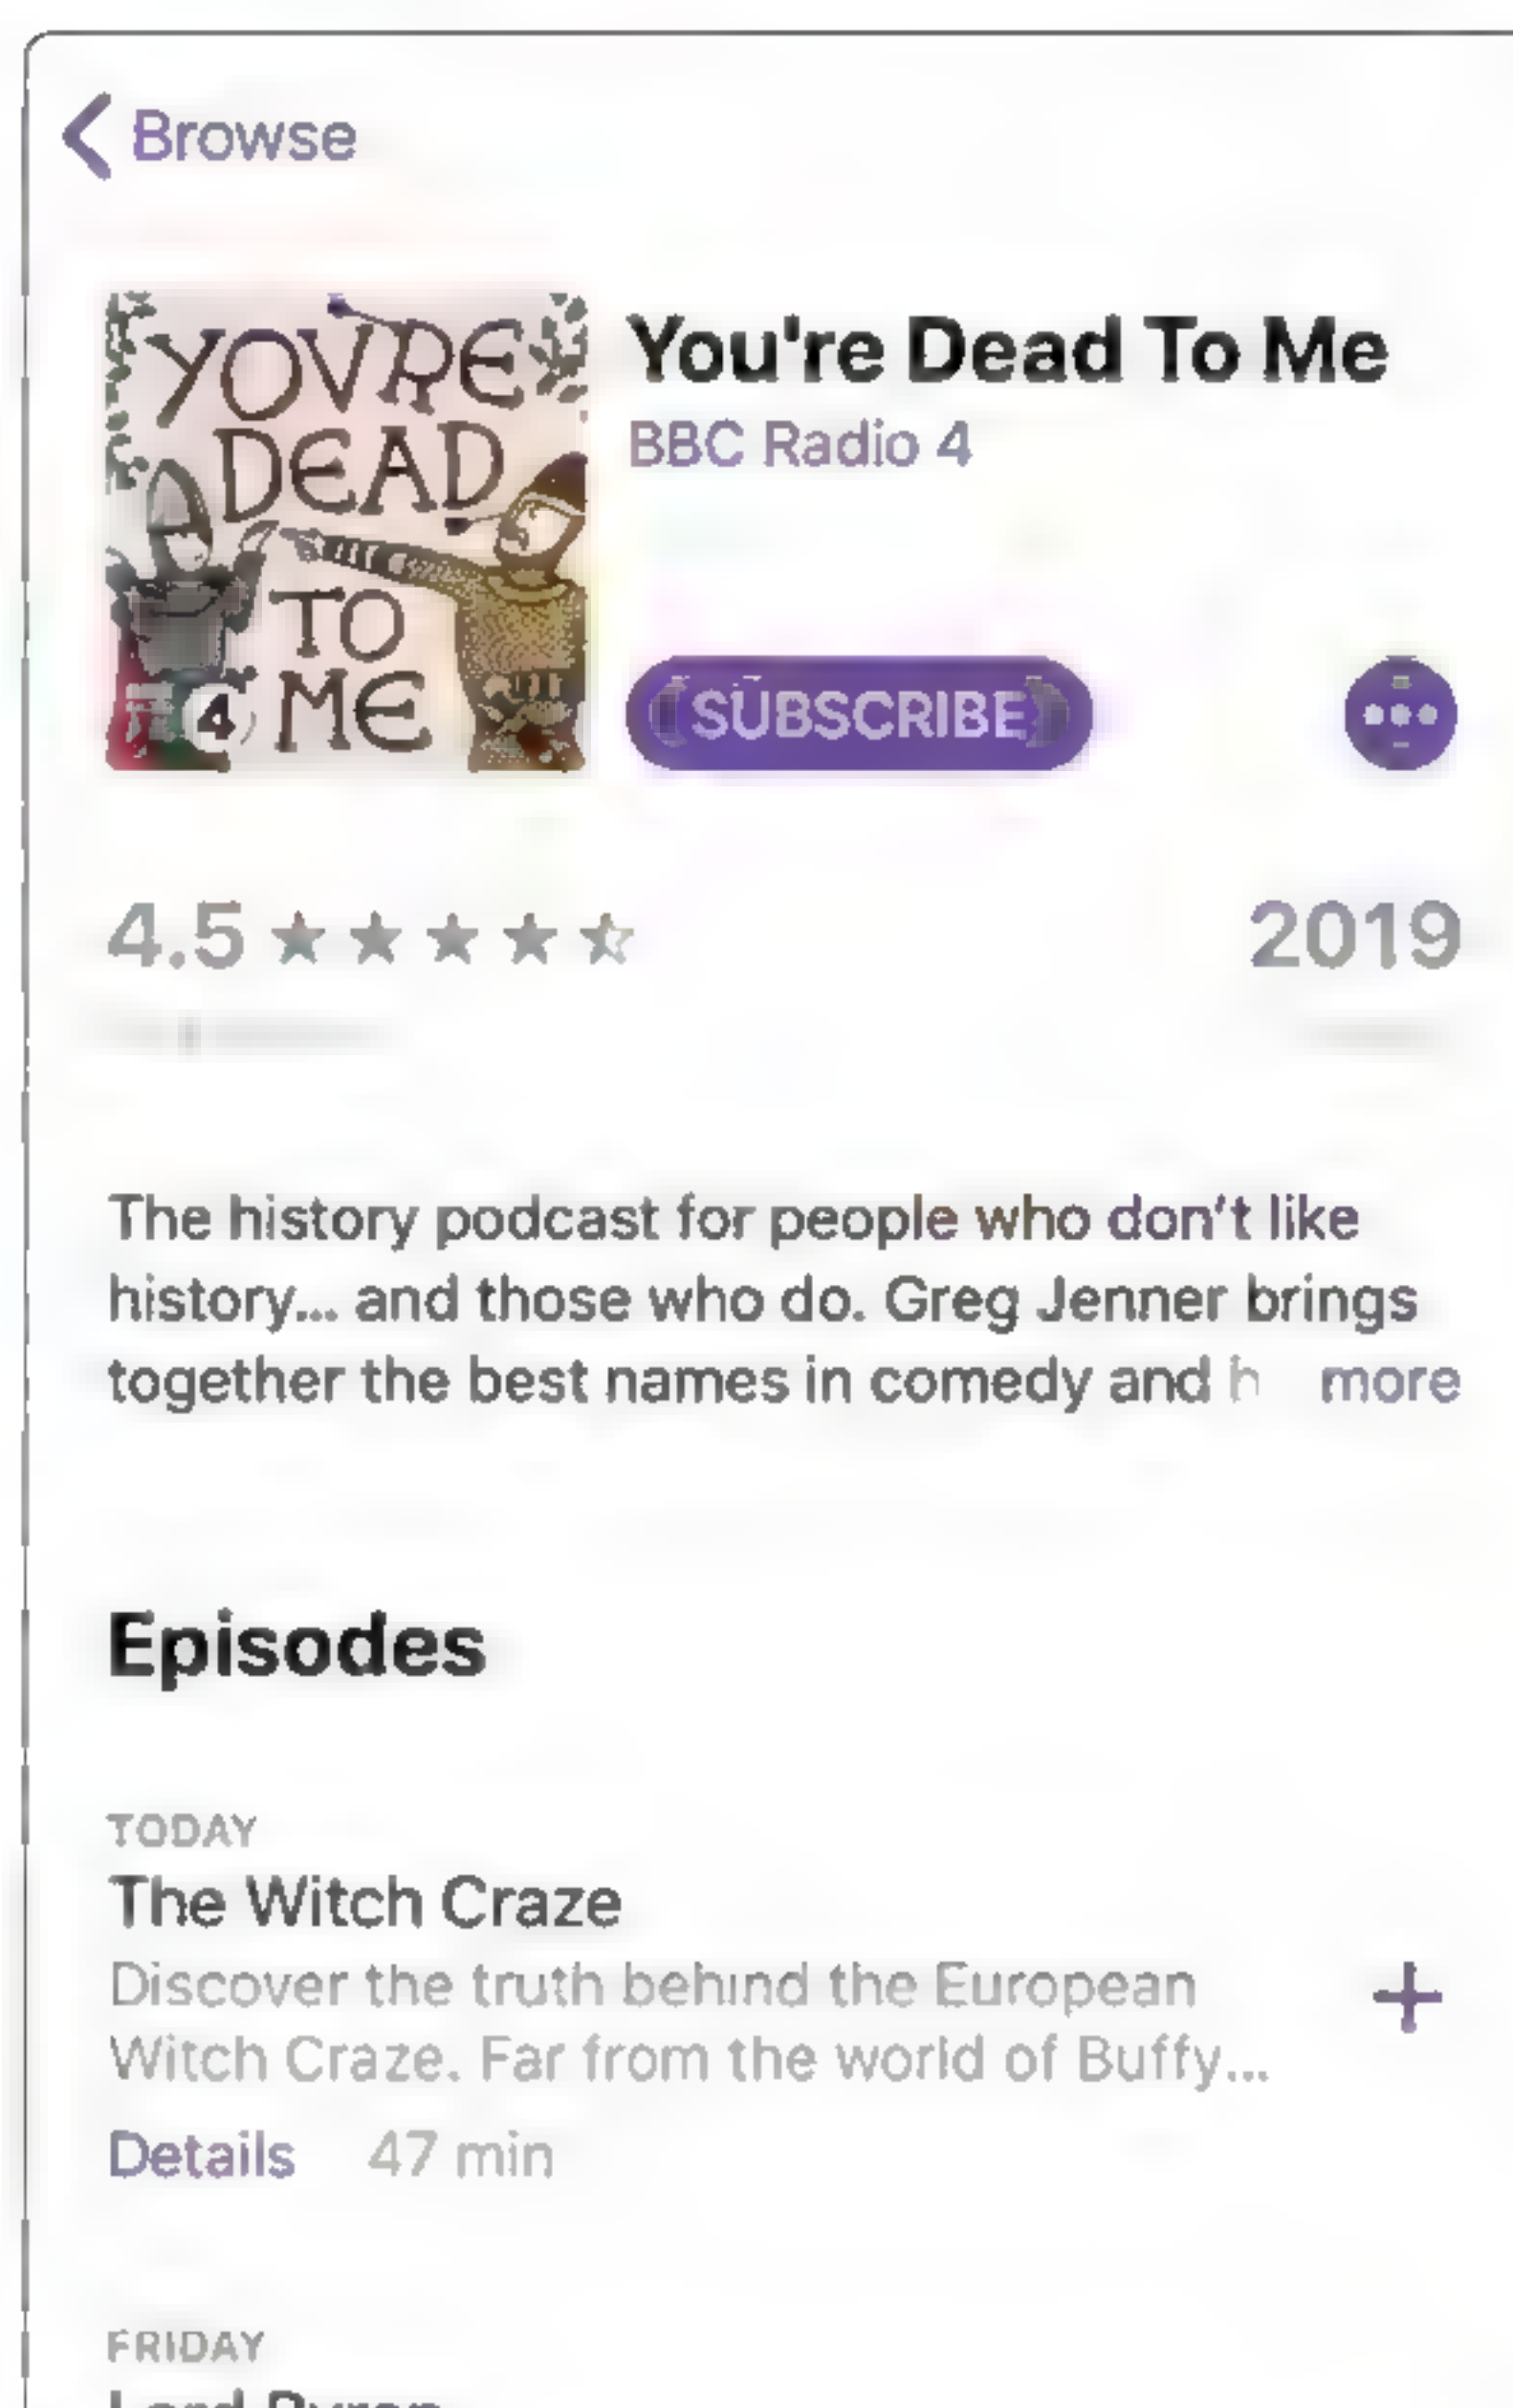 Browse
YOV'RE
DEAD
TO
ME
4
You're Dead To Me
BBC Radio 4
SUBSCRIBE
4.5
2019
The history podcast for people who don't like
history... and those who do. Greg Jenner brings
together the best names in comedy and h more
Episodes
TODAY
The Witch Craze
Discover the truth behind the European
Witch Craze. Far from the world of Buffy...
Details 47 min
FRIDAY
Lord Byron